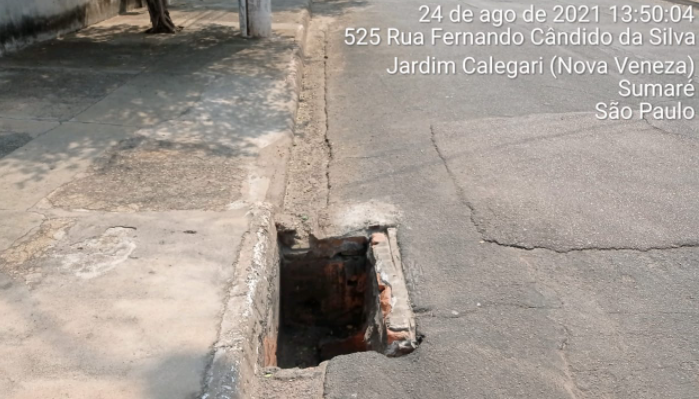 24 de ago de 2021 13:50:04
525 Rua Fernando Cândido da Silva
Jardim Calegari (Nova Veneza)
Sumaré
São Paulo